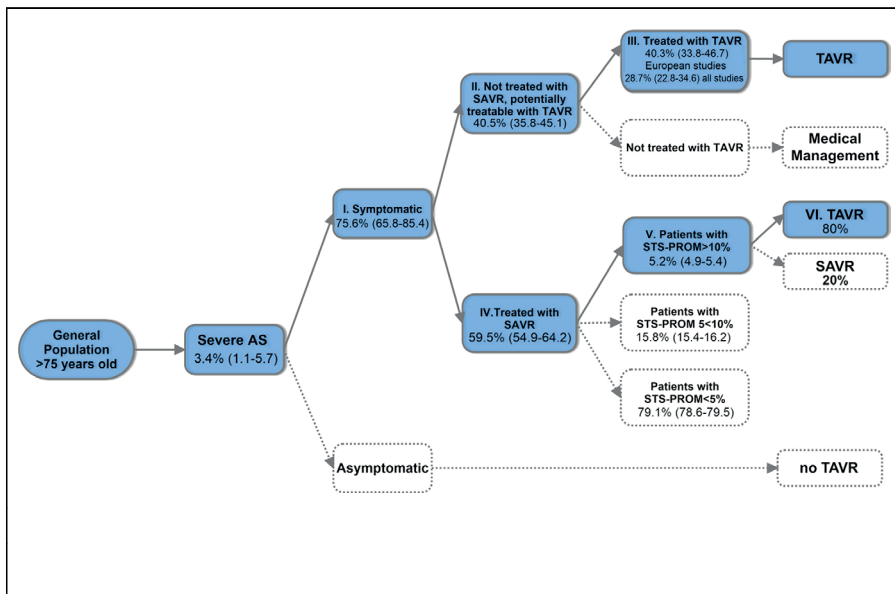 General
Population
>75 years old
Severe AS
3.4% (1.1-5.7)
I. Symptomatic
75.6% (65.8-85.4)
Asymptomatic
II. Not treated with
SAVR, potentially
treatable with TAVR
40.5% (35.8-45.1)
IV.Treated with
SAVR
59.5% (54.9-64.2)
III. Treated with TAVR
40.3% (33.8-46.7)
European studies
28.7% (22.8-34.6) all studies
Not treated with TAVR
V. Patients with
STS-PROM>10%
5.2% (4.9-5.4)
Patients with
STS-PROM 5<10%
15.8% (15.4-16.2)
Patients with
STS-PROM<5%
79.1% (78.6-79.5)
TAVR
Medical
Management
VI. TAVR
80%
SAVR
20%
no TAVR